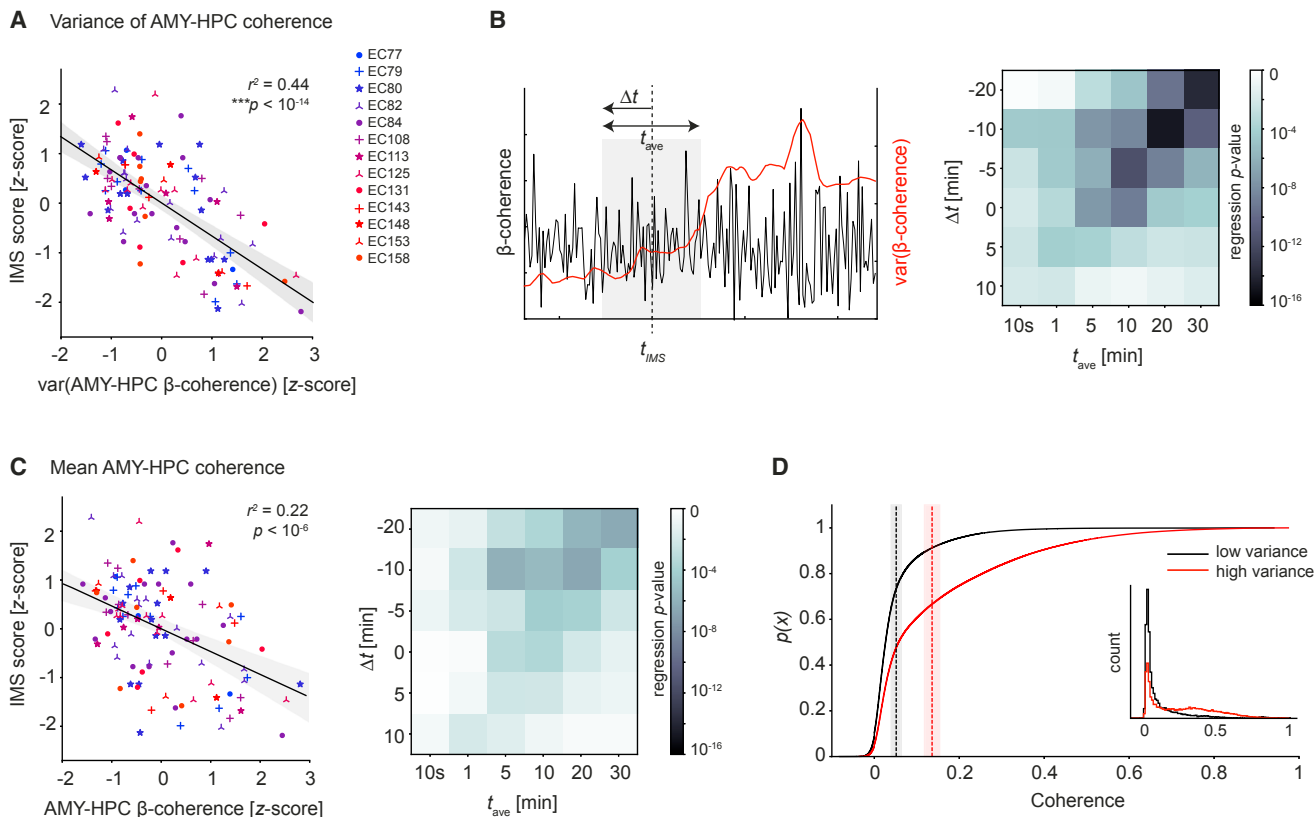 A Variance of AMY-HPC coherence
r² = 0.44
***p < 10⁻¹⁴
IMS score [z-score]
2
1
0
-1
-2
-2 -1 0 1 2 3
var(AMY-HPC β-coherence) [z-score]
EC77
EC79
EC80
EC82
EC84
EC108
EC113
EC125
EC131
EC143
EC148
EC153
EC158
B
Δt
t_ave
β-coherence
var(β-coherence)
t_IMS
Δt [min]
-20
-10
-5
0
5
10
10s 1 5 10 20 30
t_ave [min]
regression p-value
0
10⁻⁴
10⁻⁸
10⁻¹²
10⁻¹⁶
C Mean AMY-HPC coherence
r² = 0.22
p < 10⁻⁶
IMS score [z-score]
2
1
0
-1
-2
-2 -1 0 1 2 3
AMY-HPC β-coherence [z-score]
Δt [min]
-20
-10
-5
0
5
10
10s 1 5 10 20 30
t_ave [min]
regression p-value
0
10⁻⁴
10⁻⁸
10⁻¹²
10⁻¹⁶
D
p(x)
1
0.8
0.6
0.4
0.2
0
0 0.2 0.4 0.6 0.8 1
Coherence
low variance
high variance
count
0 0.5 1